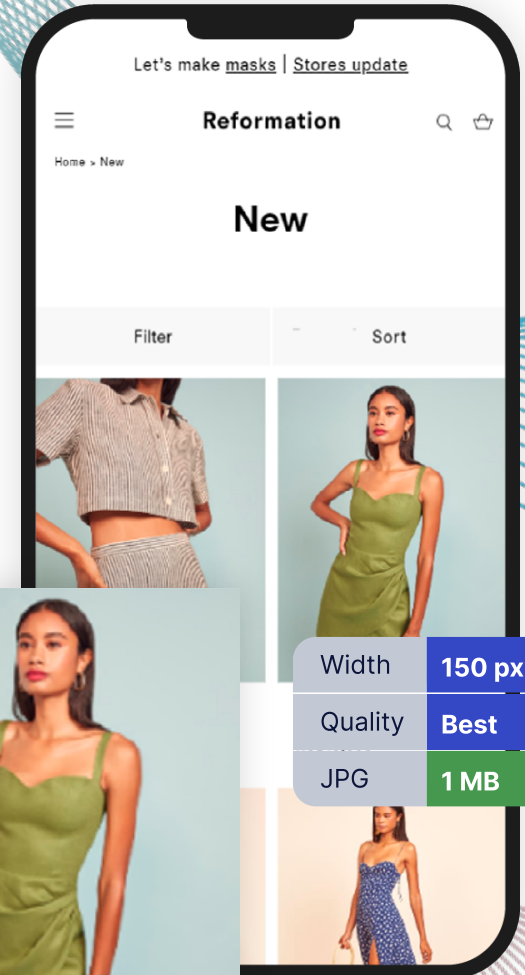 Let's make masks | Stores update
Reformation
Home > New
New
Filter
Sort
Width 150 px
Quality Best
JPG 1 MB